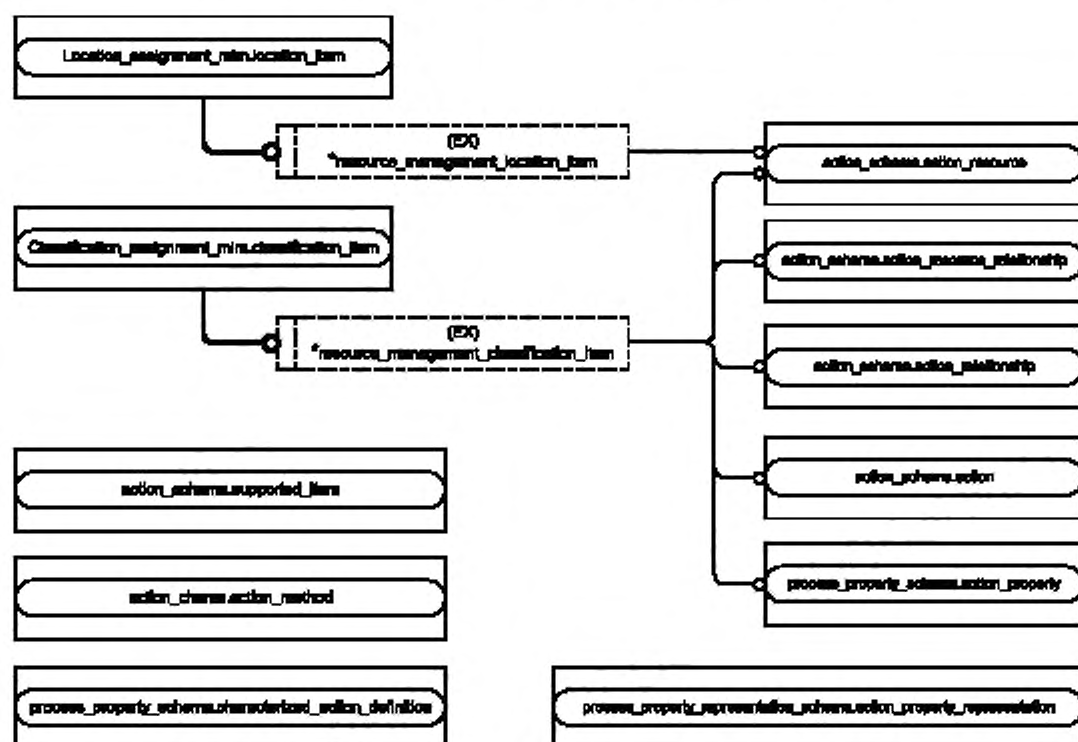 Location_assignment_mim.location_item
(EX)
*resource_management_location_item
action_schema.action_resource
Classification_assignment_mim.classification_item
action_schema.action_resource_relationship
(EX)
*resource_management_classification_item
action_schema.action_relationship
action_schema.supported_item
action_schema.action
action_chema.action_method
process_property_schema.action_property
process_property_schema.characterized_action_definition
process_property_representation_schema.action_property_representation